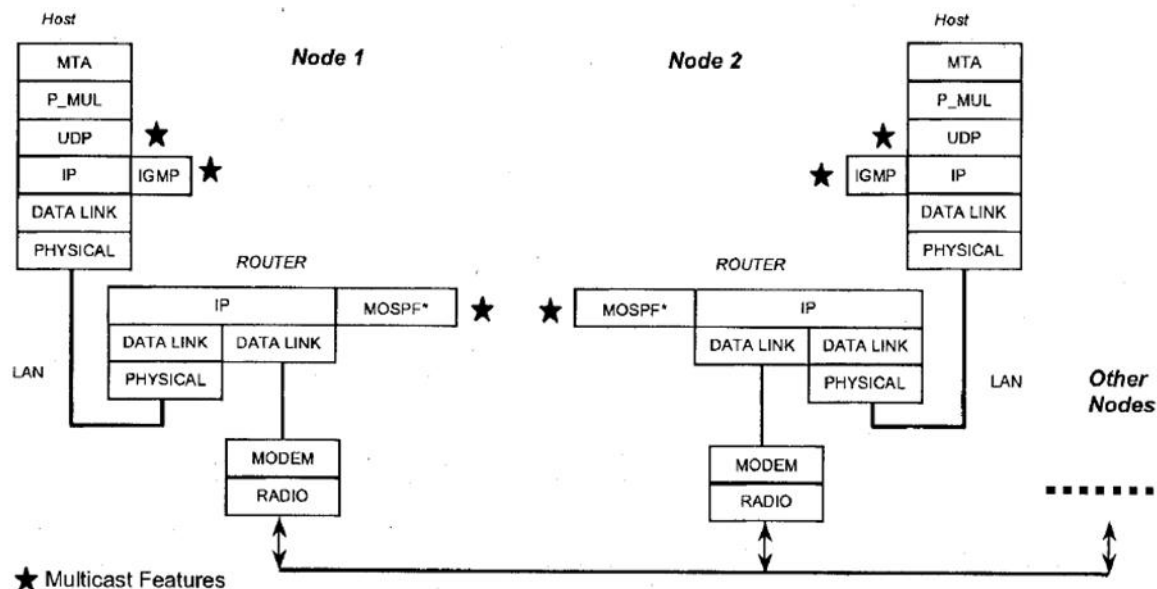 Host
Host
Node 1
Node 2
MTA
P_MUL
UDP
IP
IGMP
DATA LINK
PHYSICAL
MTA
P_MUL
UDP
IGMP
IP
DATA LINK
PHYSICAL
ROUTER
IP
MOSPF*
DATA LINK
DATA LINK
PHYSICAL
LAN
ROUTER
MOSPF*
IP
DATA LINK
DATA LINK
PHYSICAL
LAN
Other
Nodes
MODEM
RADIO
MODEM
RADIO
★ Multicast Features